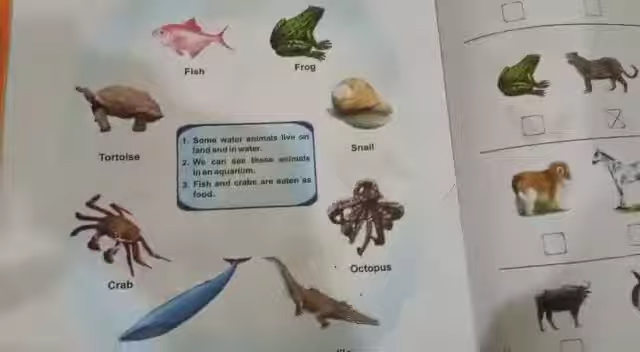 Fish
Frog
Tortoise
Snail
1. Some water animals live on
land and in water.
2. We can see these animals
in an aquarium.
3. Fish and crabs are eaten as
food.
Crab
Octopus